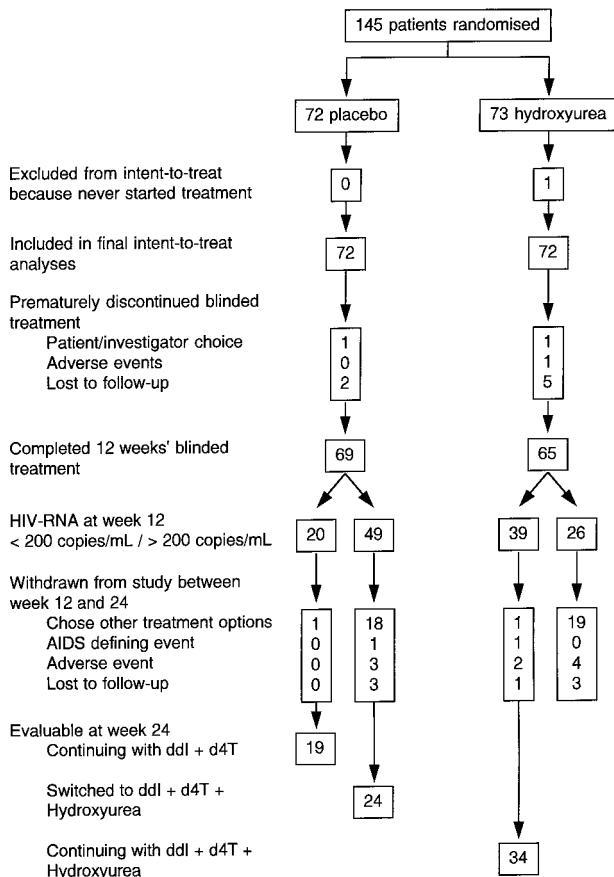 145 patients randomised
72 placebo
73 hydroxyurea
Excluded from intent-to-treat
because never started treatment
0
1
Included in final intent-to-treat
analyses
72
72
Prematurely discontinued blinded
treatment
Patient/investigator choice
1
1
Adverse events
0
1
Lost to follow-up
2
5
Completed 12 weeks' blinded
treatment
69
65
HIV-RNA at week 12
< 200 copies/mL / > 200 copies/mL
20
49
39
26
Withdrawn from study between
week 12 and 24
Chose other treatment options
1
18
1
19
AIDS defining event
0
1
1
0
Adverse event
0
3
2
4
Lost to follow-up
0
3
1
3
Evaluable at week 24
Continuing with ddI + d4T
19
Switched to ddI + d4T +
Hydroxyurea
24
Continuing with ddI + d4T +
Hydroxyurea
34